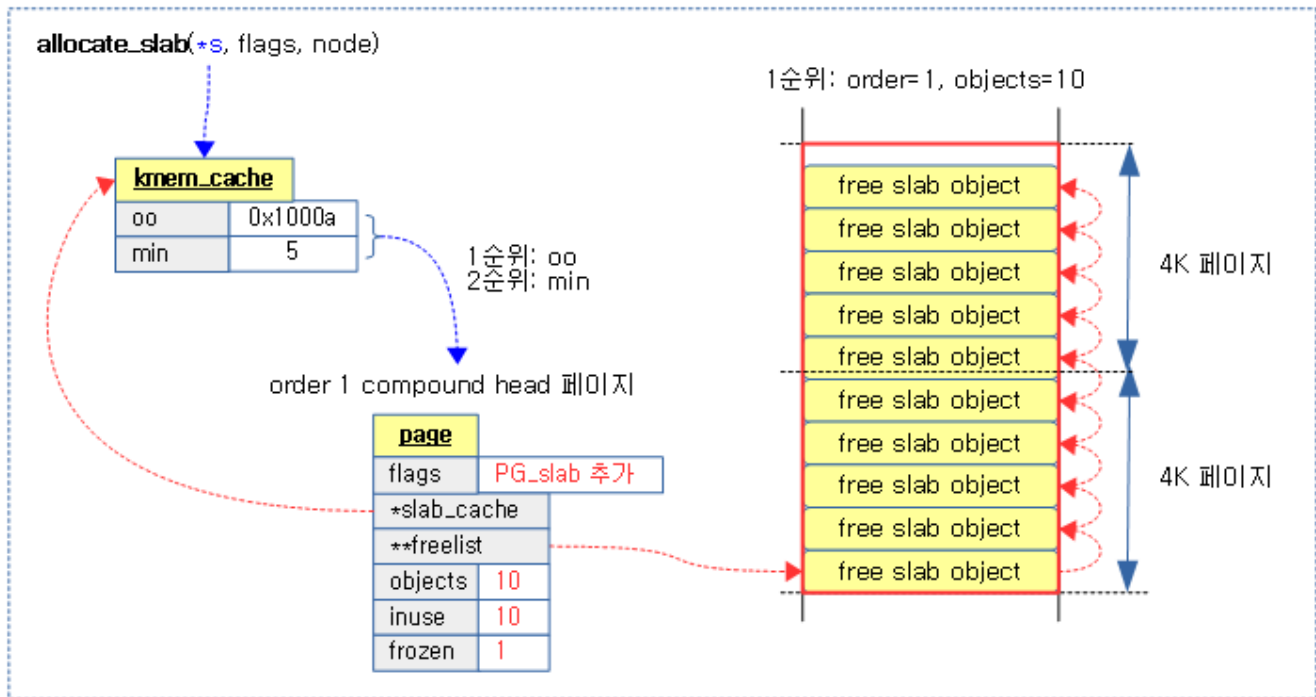 allocate_slab(*s, flags, node)
kmem_cache
oo 0x1000a
min 5
1순위: oo
2순위: min
order 1 compound head 페이지
page
flags PG_slab 추가
*slab_cache
**freelist
objects 10
inuse 10
frozen 1
1순위: order=1, objects=10
free slab object
free slab object
free slab object
free slab object
free slab object
free slab object
free slab object
free slab object
free slab object
free slab object
4K 페이지
4K 페이지